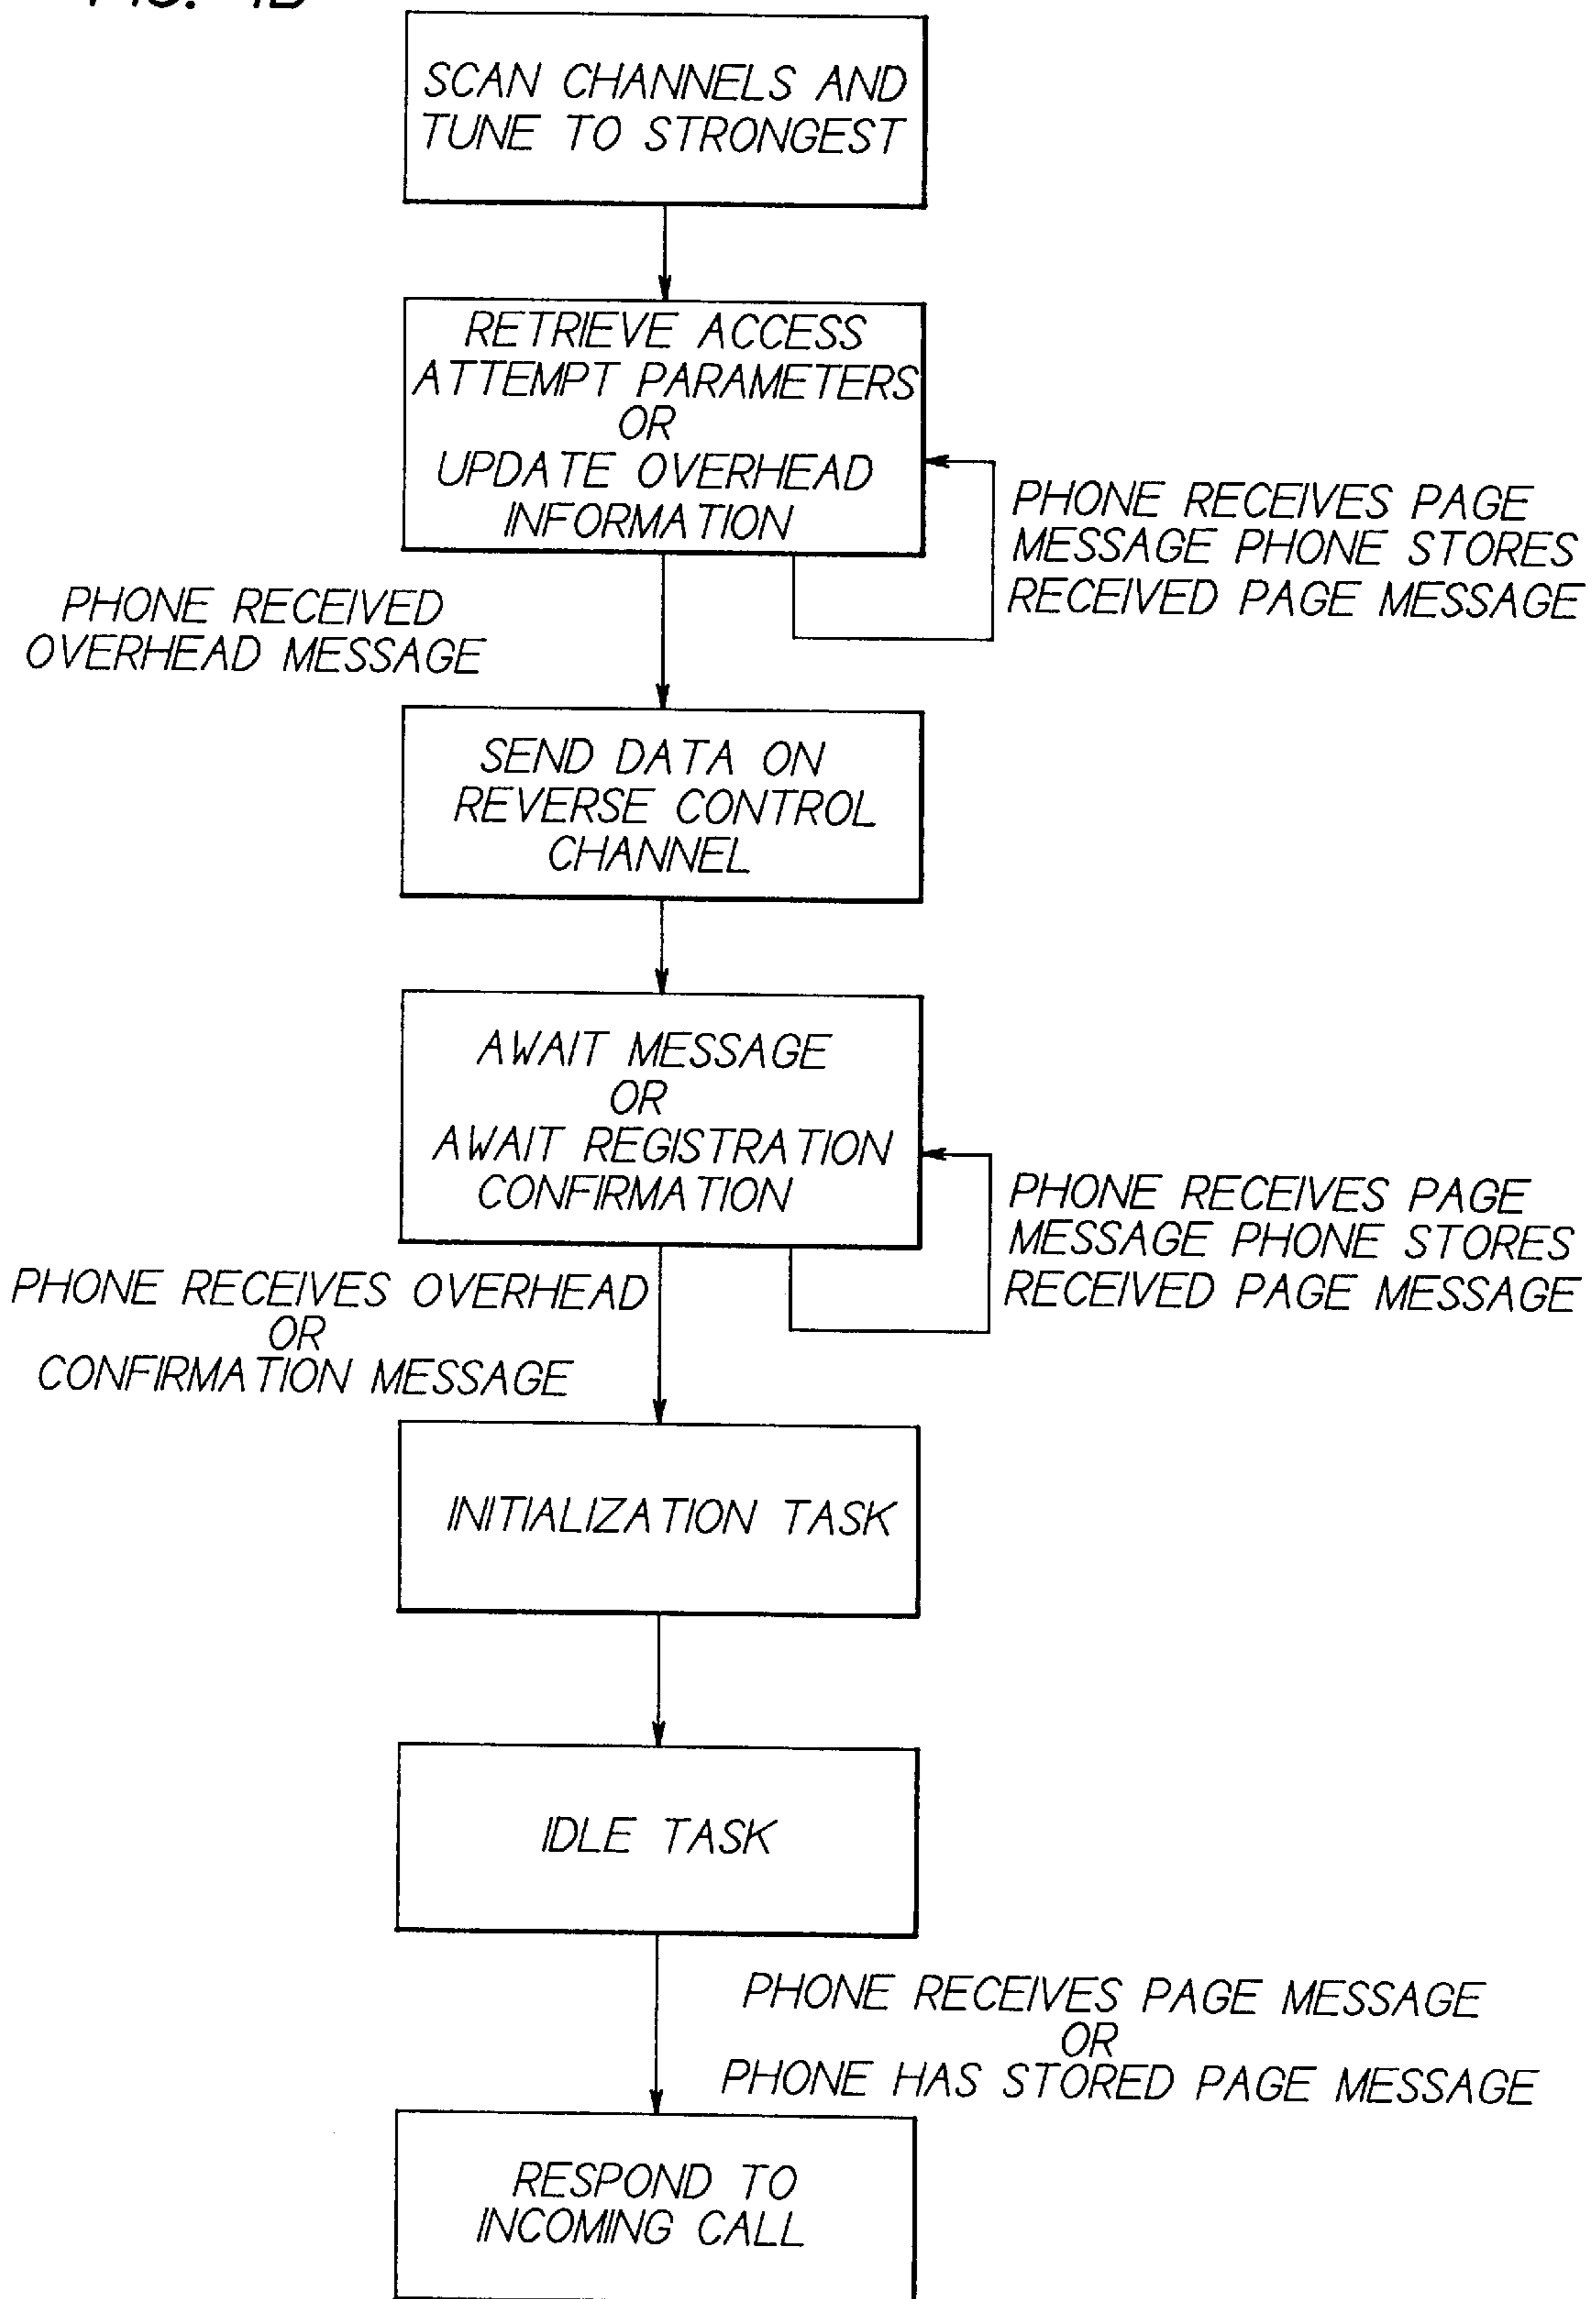 SCAN CHANNELS AND
TUNE TO STRONGEST
RETRIEVE ACCESS
ATTEMPT PARAMETERS
OR
UPDATE OVERHEAD
INFORMATION
PHONE RECEIVES PAGE
MESSAGE PHONE STORES
RECEIVED PAGE MESSAGE
PHONE RECEIVED
OVERHEAD MESSAGE
SEND DATA ON
REVERSE CONTROL
CHANNEL
AWAIT MESSAGE
OR
AWAIT REGISTRATION
CONFIRMATION
PHONE RECEIVES PAGE
MESSAGE PHONE STORES
RECEIVED PAGE MESSAGE
PHONE RECEIVES OVERHEAD
OR
CONFIRMATION MESSAGE
INITIALIZATION TASK
IDLE TASK
PHONE RECEIVES PAGE MESSAGE
OR
PHONE HAS STORED PAGE MESSAGE
RESPOND TO
INCOMING CALL